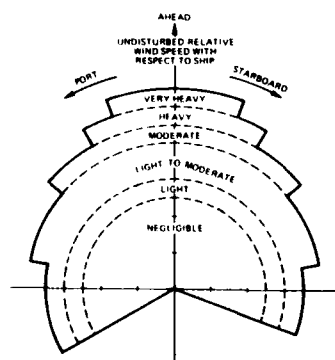 AHEAD
UNDISTURBED RELATIVE
WIND SPEED WITH
RESPECT TO SHIP
PORT
STARBOARD
VERY HEAVY
HEAVY
MODERATE
LIGHT TO MODERATE
LIGHT
NEGLIGIBLE